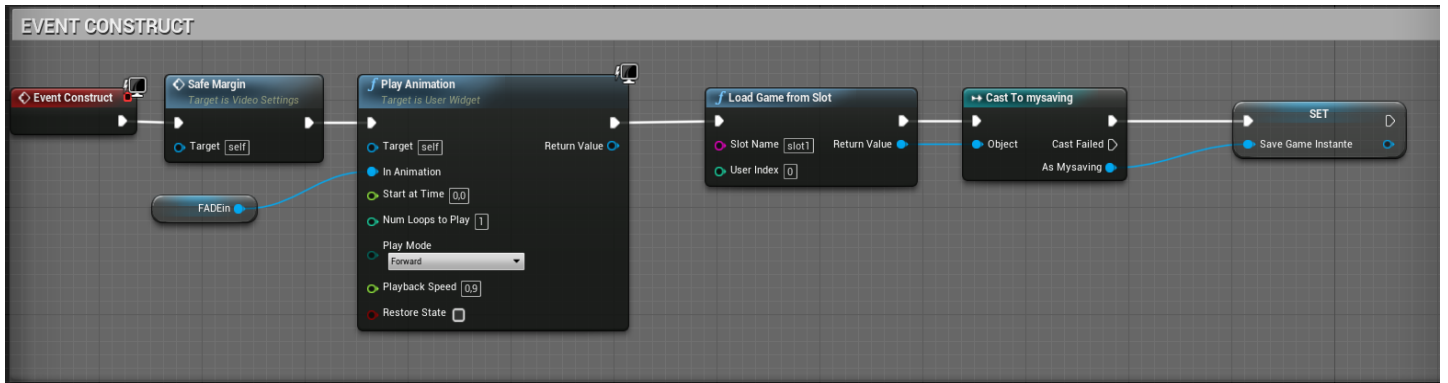 EVENT CONSTRUCT
Event Construct
Safe Margin
Target is Video Settings
Target self
FADEin
Play Animation
Target is User Widget
Target self
Return Value
In Animation
Start at Time 0,0
Num Loops to Play 1
Play Mode
Forward
Playback Speed 0,9
Restore State
Load Game from Slot
Slot Name slot1 Return Value
User Index 0
Cast To mysaving
Object Cast Failed
As Mysaving
SET
Save Game Instante